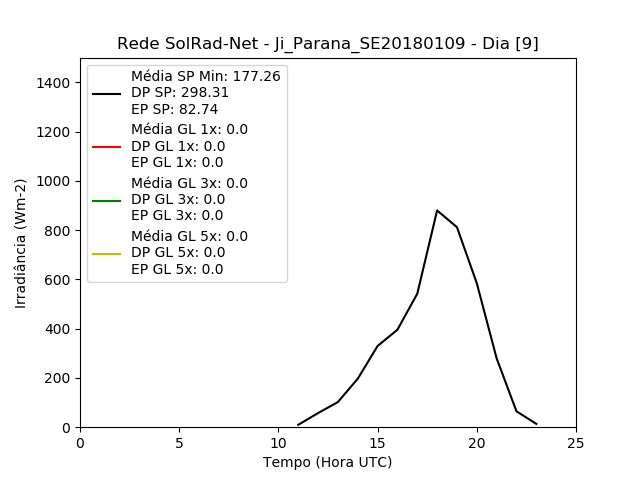 Rede SolRad-Net - Ji_Parana_SE20180109 - Dia [9]
Média SP Min: 177.26
DP SP: 298.31
EP SP: 82.74
Média GL 1x: 0.0
DP GL 1x: 0.0
EP GL 1x: 0.0
Média GL 3x: 0.0
DP GL 3x: 0.0
EP GL 3x: 0.0
Média GL 5x: 0.0
DP GL 5x: 0.0
EP GL 5x: 0.0
Irradiância (Wm-2)
1400
1200
1000
800
600
400
200
0
0 5 10 15 20 25
Tempo (Hora UTC)